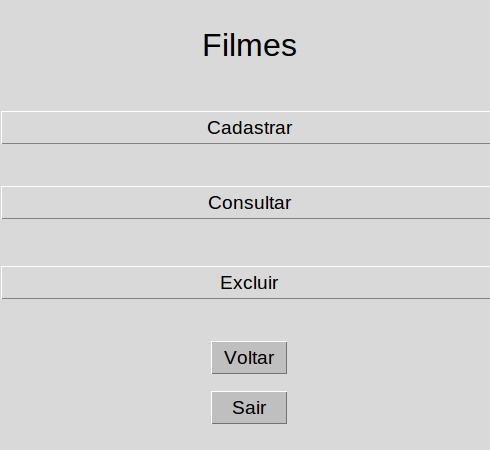 Filmes
Cadastrar
Consultar
Excluir
Voltar
Sair